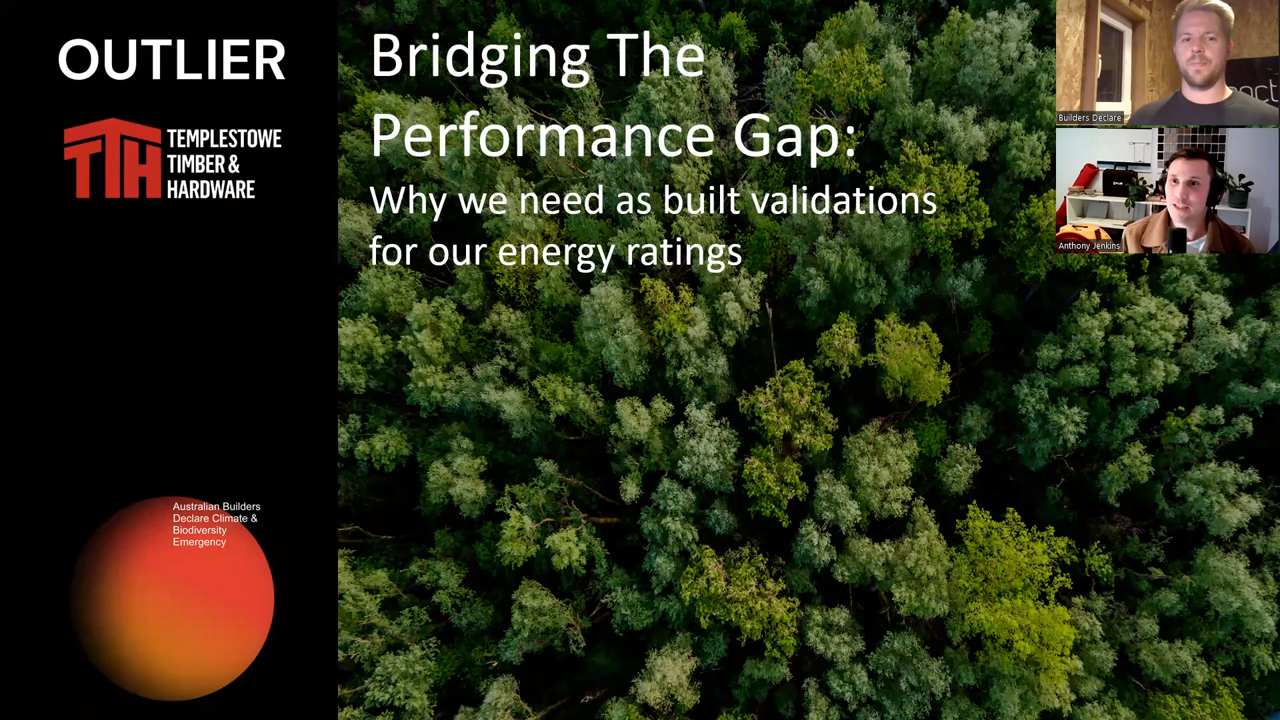 OUTLIER
TTH
TEMPLESTOWE
TIMBER &
HARDWARE
Bridging The
Performance Gap:
Why we need as built validations
for our energy ratings
Builders Declare
Anthony Jenkins
Australian Builders
Declare Climate &
Biodiversity
Emergency